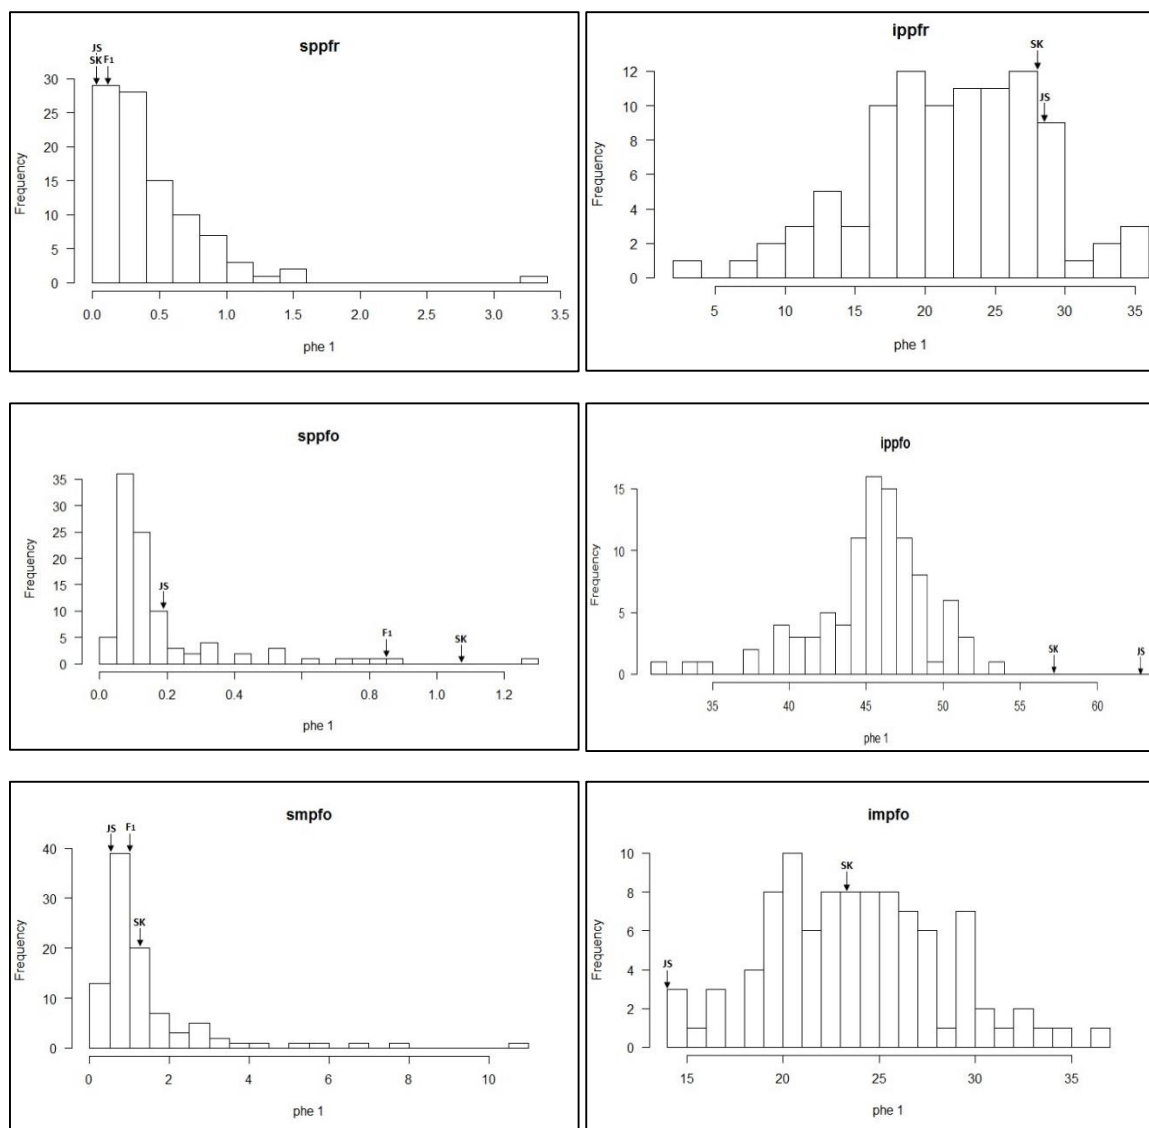 sppfr
JS
SK F1
30
25
20
15
10
5
0
Frequency
0.0 0.5 1.0 1.5 2.0 2.5 3.0 3.5
phe 1
ippfr
SK
JS
12
10
8
6
4
2
0
Frequency
5 10 15 20 25 30 35
phe 1
sppfo
35
30
25
20
15
10
5
0
Frequency
JS
F1
SK
0.0 0.2 0.4 0.6 0.8 1.0 1.2
phe 1
ippfo
15
10
5
0
Frequency
SK
JS
35 40 45 50 55 60
phe 1
smpfo
JS F1
SK
40
30
20
10
0
Frequency
0 2 4 6 8 10
phe 1
impfo
SK
JS
10
8
6
4
2
0
Frequency
15 20 25 30 35
phe 1